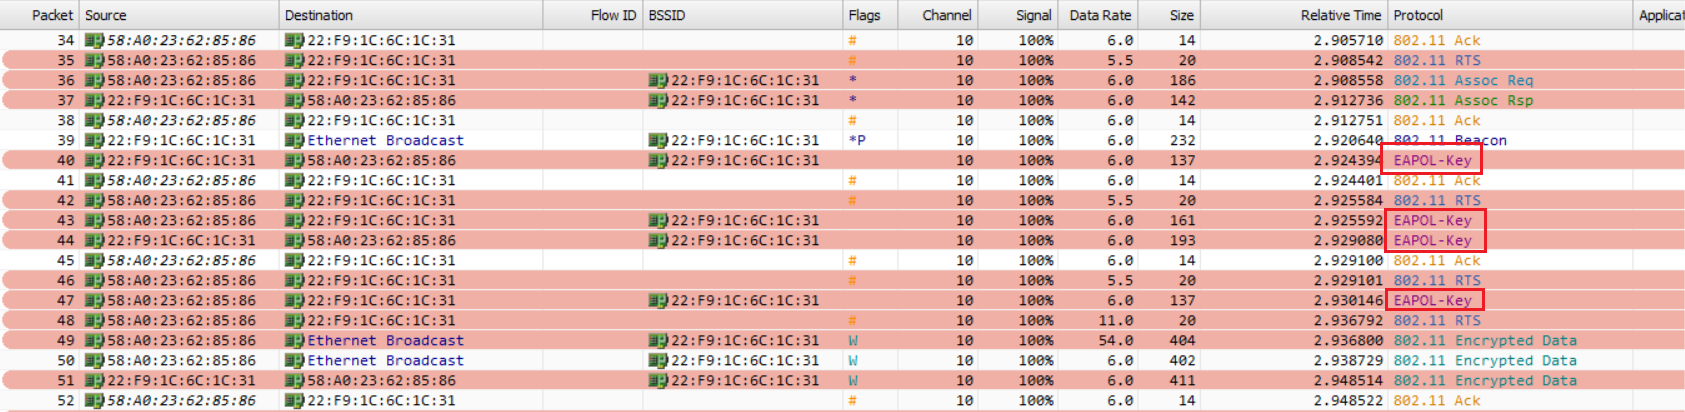 Packet Source Destination Flow ID BSSID Flags Channel Signal Data Rate Size Relative Time Protocol Applicat
34 58:A0:23:62:85:86 22:F9:1C:6C:1C:31 # 10 100% 6.0 14 2.905710 802.11 Ack
35 58:A0:23:62:85:86 22:F9:1C:6C:1C:31 # 10 100% 5.5 20 2.908542 802.11 RTS
36 58:A0:23:62:85:86 22:F9:1C:6C:1C:31 22:F9:1C:6C:1C:31 * 10 100% 6.0 186 2.908558 802.11 Assoc Req
37 22:F9:1C:6C:1C:31 58:A0:23:62:85:86 22:F9:1C:6C:1C:31 * 10 100% 6.0 142 2.912736 802.11 Assoc Rsp
38 58:A0:23:62:85:86 22:F9:1C:6C:1C:31 # 10 100% 6.0 14 2.912751 802.11 Ack
39 22:F9:1C:6C:1C:31 Ethernet Broadcast 22:F9:1C:6C:1C:31 *P 10 100% 6.0 232 2.920640 802.11 Beacon
40 22:F9:1C:6C:1C:31 58:A0:23:62:85:86 22:F9:1C:6C:1C:31 10 100% 6.0 137 2.924394 EAPOL-Key
41 58:A0:23:62:85:86 22:F9:1C:6C:1C:31 # 10 100% 6.0 14 2.924401 802.11 Ack
42 58:A0:23:62:85:86 22:F9:1C:6C:1C:31 # 10 100% 5.5 20 2.925584 802.11 RTS
43 58:A0:23:62:85:86 22:F9:1C:6C:1C:31 22:F9:1C:6C:1C:31 10 100% 6.0 161 2.925592 EAPOL-Key
44 22:F9:1C:6C:1C:31 58:A0:23:62:85:86 22:F9:1C:6C:1C:31 10 100% 6.0 193 2.929080 EAPOL-Key
45 58:A0:23:62:85:86 22:F9:1C:6C:1C:31 # 10 100% 6.0 14 2.929100 802.11 Ack
46 58:A0:23:62:85:86 22:F9:1C:6C:1C:31 # 10 100% 5.5 20 2.929101 802.11 RTS
47 58:A0:23:62:85:86 22:F9:1C:6C:1C:31 22:F9:1C:6C:1C:31 10 100% 6.0 137 2.930146 EAPOL-Key
48 58:A0:23:62:85:86 22:F9:1C:6C:1C:31 # 10 100% 11.0 20 2.936792 802.11 RTS
49 58:A0:23:62:85:86 Ethernet Broadcast 22:F9:1C:6C:1C:31 W 10 100% 54.0 404 2.936800 802.11 Encrypted Data
50 58:A0:23:62:85:86 Ethernet Broadcast 22:F9:1C:6C:1C:31 W 10 100% 6.0 402 2.938729 802.11 Encrypted Data
51 22:F9:1C:6C:1C:31 58:A0:23:62:85:86 22:F9:1C:6C:1C:31 W 10 100% 6.0 411 2.948514 802.11 Encrypted Data
52 58:A0:23:62:85:86 22:F9:1C:6C:1C:31 # 10 100% 6.0 14 2.948522 802.11 Ack